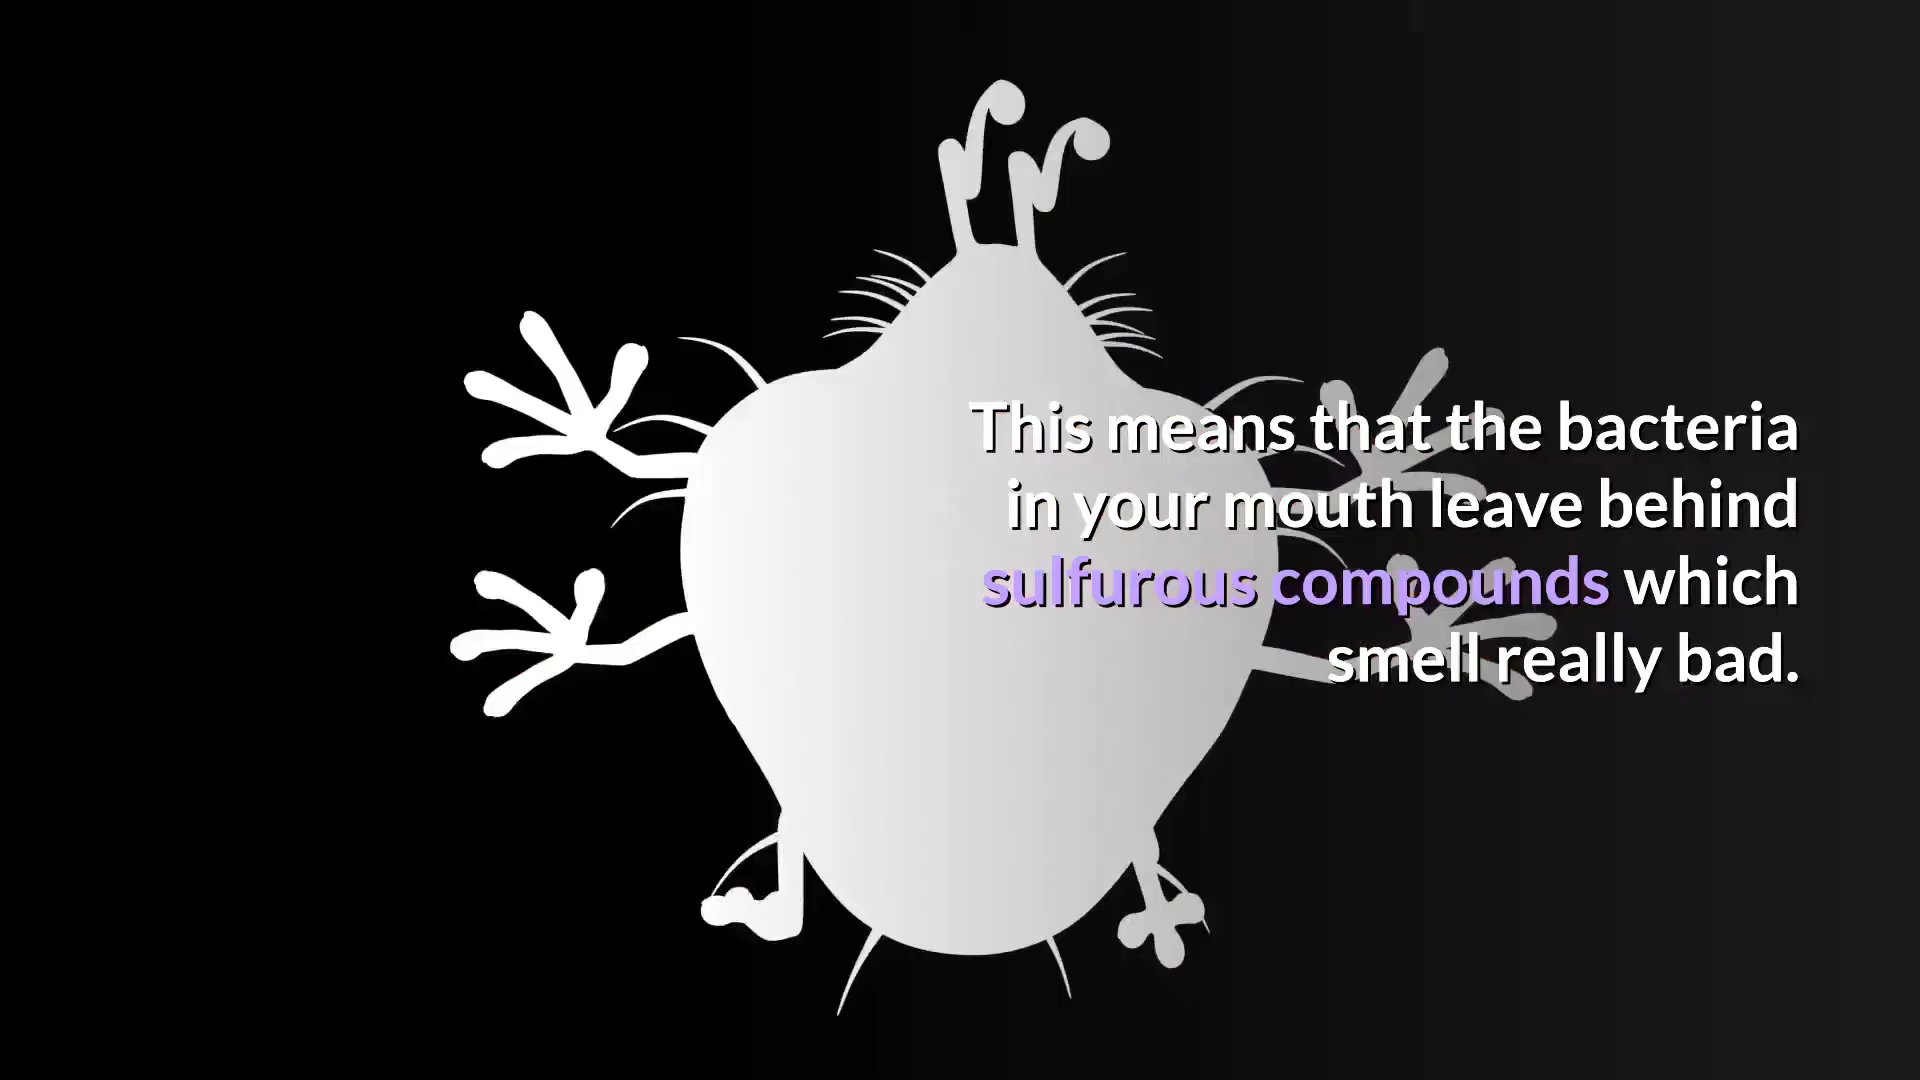 This means that the bacteria
in your mouth leave behind
sulfurous compounds which
smell really bad.